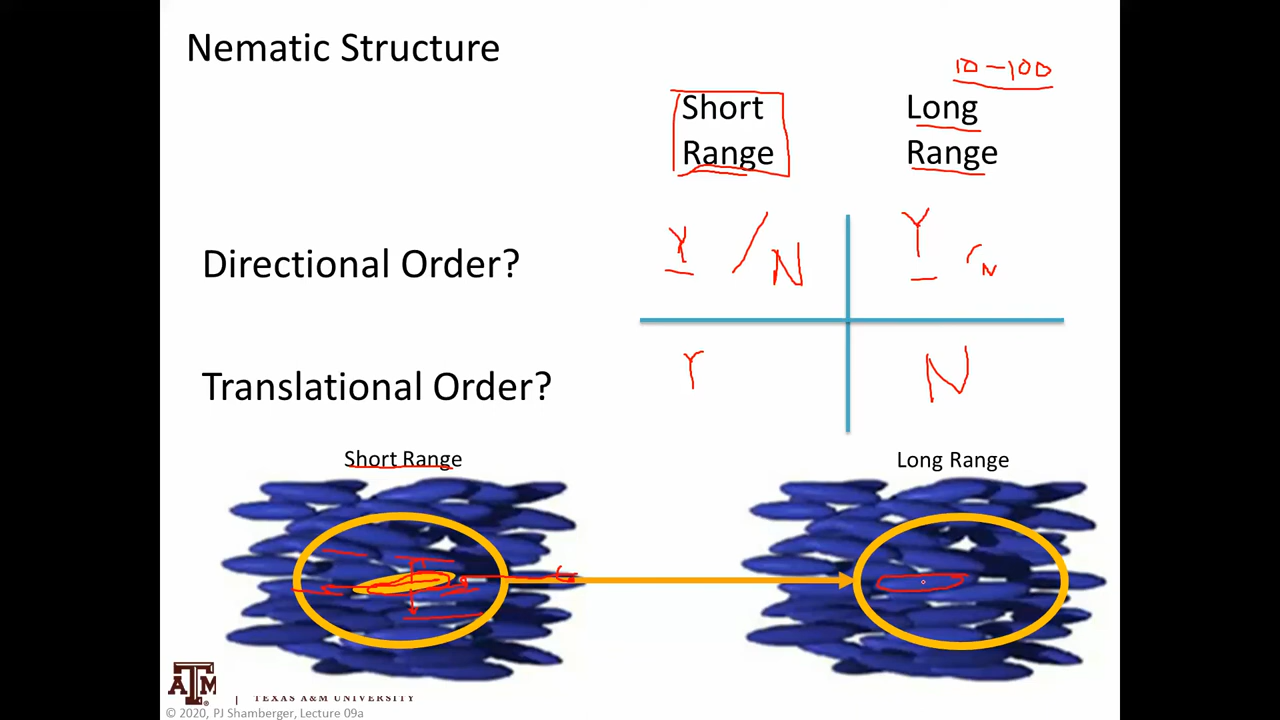 Nematic Structure
10-100
Short
Range
Long
Range
Directional Order?
Y / N
Y / N
Translational Order?
Y
N
Short Range
Long Range
ATM
TEXAS A&M UNIVERSITY
© 2020, PJ Shamberger, Lecture 09a